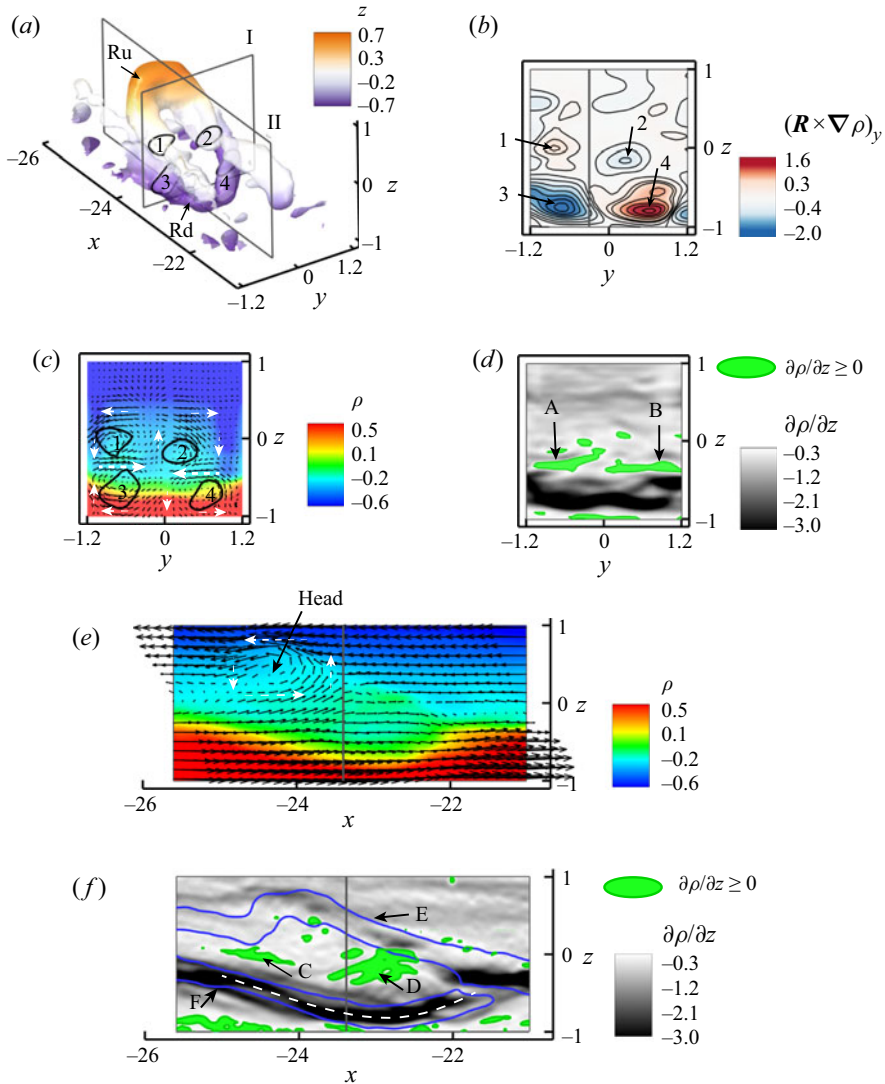 (a)
z
0.7
0.3
–0.2
–0.7
Ru
I
II
1
2
3
4
Rd
–26
–24
–22
x
1
0
–1
z
–1.2
0
1.2
y
(b)
1
0
–1
z
1
2
3
4
–1.2
0
1.2
y
(R×∇ρ)y
1.6
0.3
–0.3
–2.0
(c)
1
0
–1
z
1
2
3
4
–1.2
0
1.2
y
ρ
0.5
0.1
–0.2
–0.6
(d)
A
B
1
0
–1
z
–1.2
0
1.2
y
∂ρ/∂z ≥ 0
∂ρ/∂z
–0.3
–1.2
–2.1
–3.0
(e)
Head
1
0
–1
z
–26
–24
–22
x
ρ
0.5
0.1
–0.2
–0.6
(f)
E
C
D
F
1
0
–1
z
–26
–24
–22
x
∂ρ/∂z ≥ 0
∂ρ/∂z
–0.3
–1.2
–2.1
–3.0